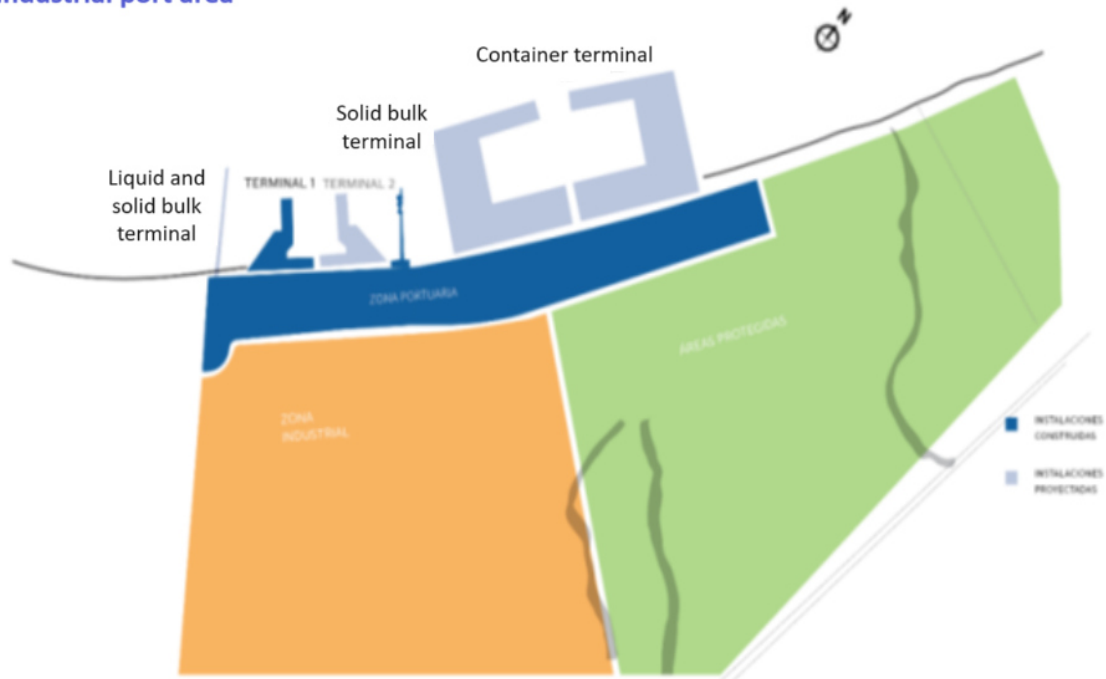 industrial port area
N
Container terminal
Solid bulk
terminal
Liquid and
solid bulk
terminal
TERMINAL 1 TERMINAL 2
ZONA PORTUARIA
ÁREAS PROTEGIDAS
ZONA
INDUSTRIAL
INSTALACIONES
CONSTRUIDAS
INSTALACIONES
PROYECTADAS